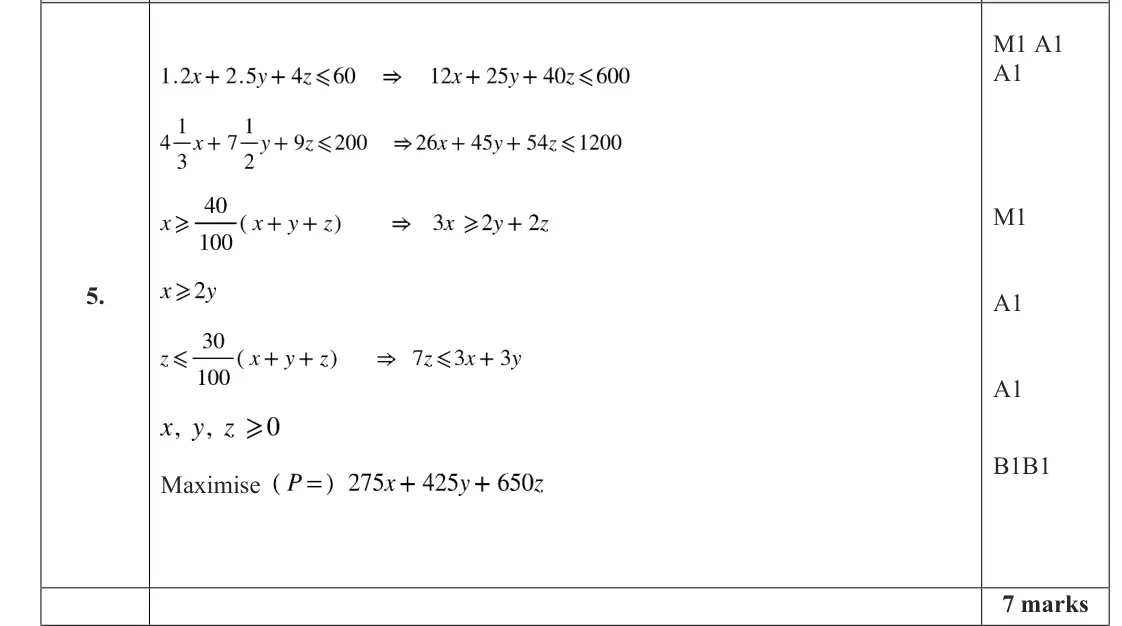 M1 A1
1.2x + 2.5y + 4z ⩽ 60 ⇒ 12x + 25y + 40z ⩽ 600
A1
4 1/3 x + 7 1/2 y + 9z ⩽ 200 ⇒ 26x + 45y + 54z ⩽ 1200
x ⩾ 40/100 (x + y + z) ⇒ 3x ⩾ 2y + 2z
M1
5.
x ⩾ 2y
A1
z ⩽ 30/100 (x + y + z) ⇒ 7z ⩽ 3x + 3y
A1
x, y, z ⩾ 0
B1B1
Maximise (P =) 275x + 425y + 650z
7 marks